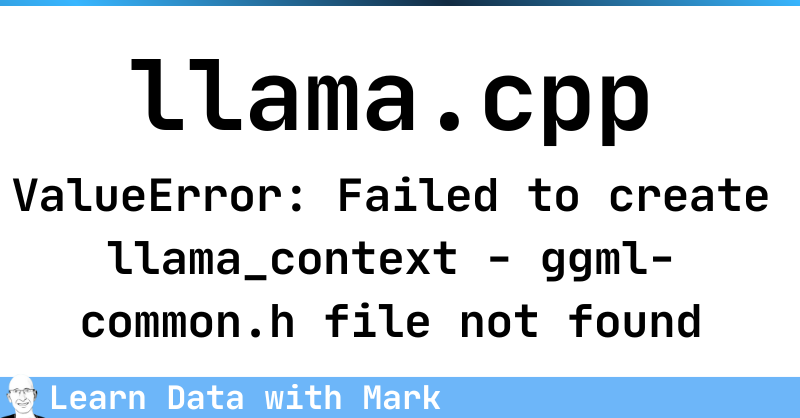 llama.cpp
ValueError: Failed to create
llama_context - ggml-
common.h file not found
Learn Data with Mark